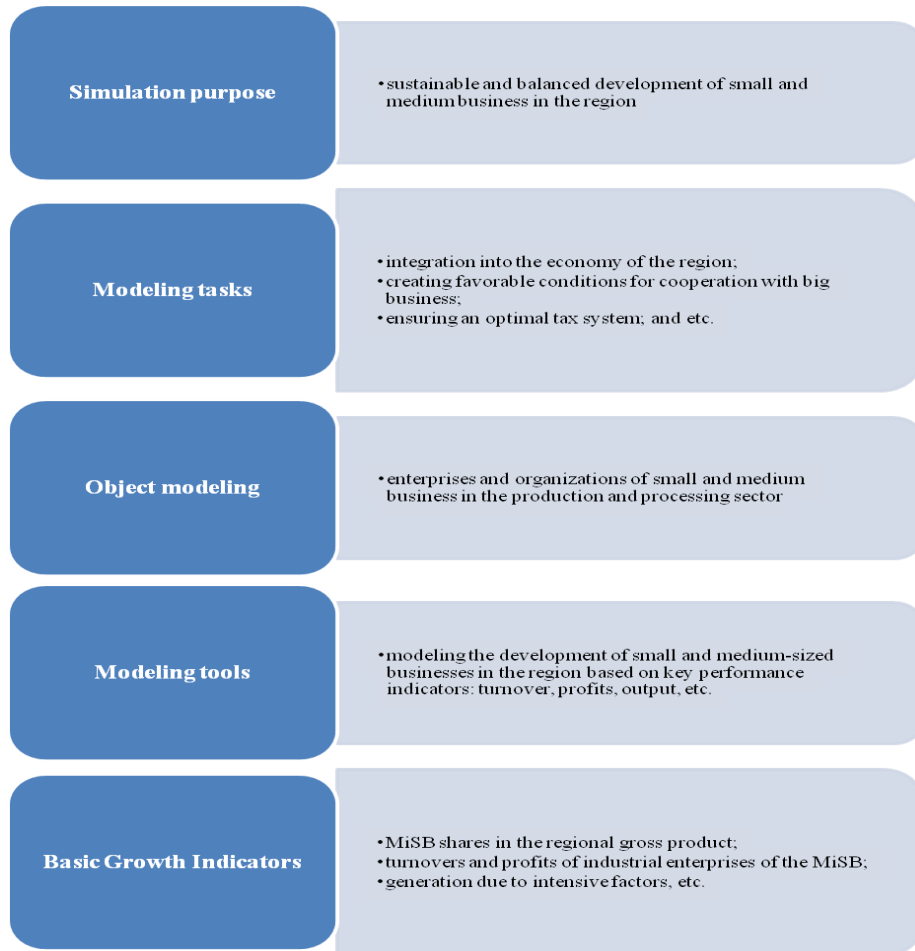 Simulation purpose
•sustainable and balanced development of small and
medium business in the region
Modeling tasks
•integration into the economy of the region;
•creating favorable conditions for cooperation with big
business;
•ensuring an optimal tax system; and etc.
Object modeling
•enterprises and organizations of small and medium
business in the production and processing sector
Modeling tools
•modeling the development of small and medium-sized
businesses in the region based on key performance
indicators: turnover, profits, output, etc.
Basic Growth Indicators
•MiSB shares in the regional gross product;
•turnovers and profits of industrial enterprises of the MiSB;
•generation due to intensive factors, etc.